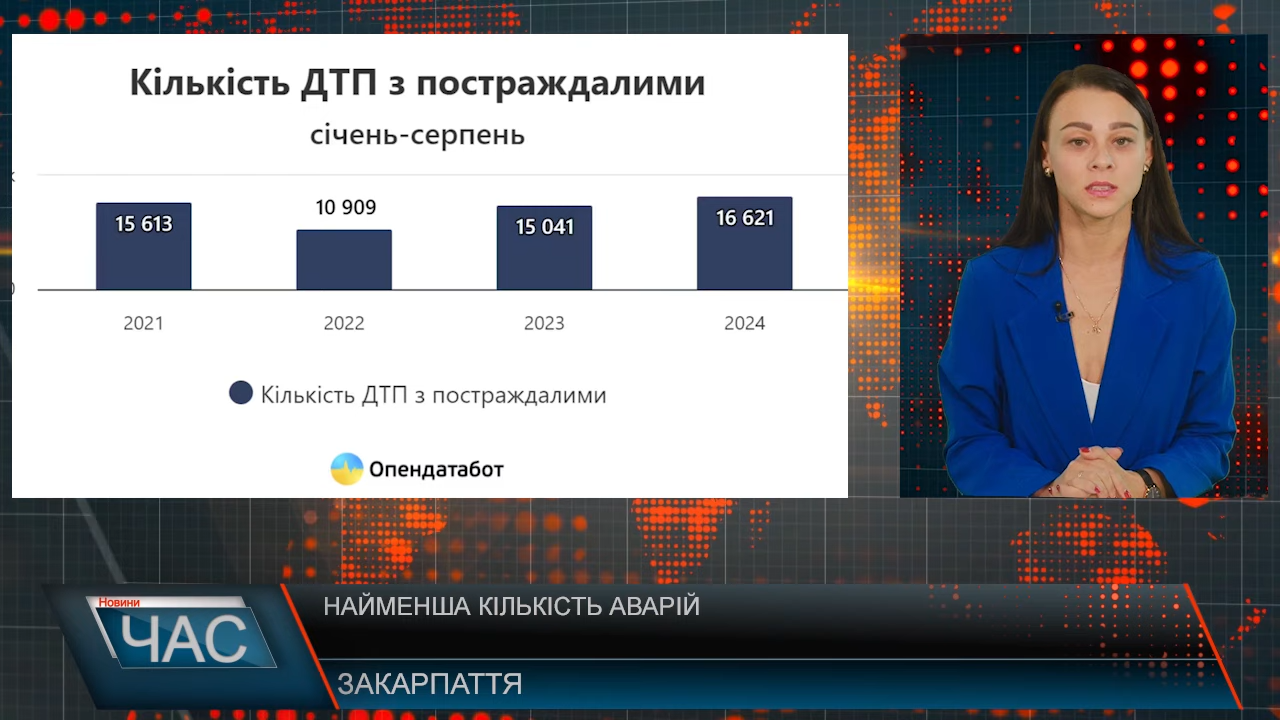 Кількість ДТП з постраждалими
січень-серпень
15 613
10 909
15 041
16 621
0
2021
2022
2023
2024
Кількість ДТП з постраждалими
Опендатабот
Новини
ЧАС
НАЙМЕНША КІЛЬКІСТЬ АВАРІЙ
ЗАКАРПАТТЯ